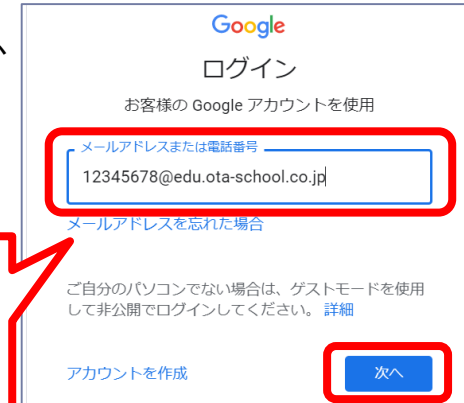 Google
ログイン
お客様の Google アカウントを使用
メールアドレスまたは電話番号
12345678@edu.ota-school.co.jp
メールアドレスを忘れた場合
ご自分のパソコンでない場合は、ゲストモードを使用
して非公開でログインしてください。 詳細
アカウントを作成
次へ